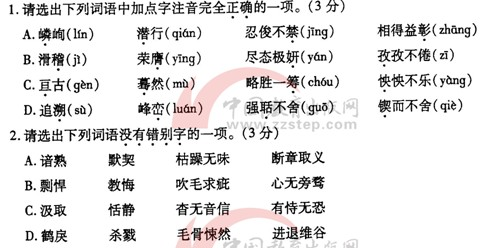 1.请选出下列词语中加点字注音完全正确的一项。(3 分)
A.嶙峋(lín) 潜行(qián) 忍俊不禁(jīng) 相得益彰(zhāng)
B.滑稽(jì) 荣膺(yīng) 尽态极妍(yán) 孜孜不倦(zī)
C.亘古(gèn) 蓦然(mù) 略胜一筹(chóu) 怏怏不乐(yàng)
D.追溯(sù) 峰峦(luán) 强聒不舍(guō) 锲而不舍(qiè)
2.请选出下列词语没有错别字的一项。(3 分)
A.谙熟 默契 枯躁无味 断章取义
B.剽悍 教悔 吹毛求疵 心无旁骛
C.汲取 恬静 杳无音信 有恃无恐
D.鹤戾 杀戮 毛骨悚然 进退维谷
中国教育出版网
www.zzstep.com